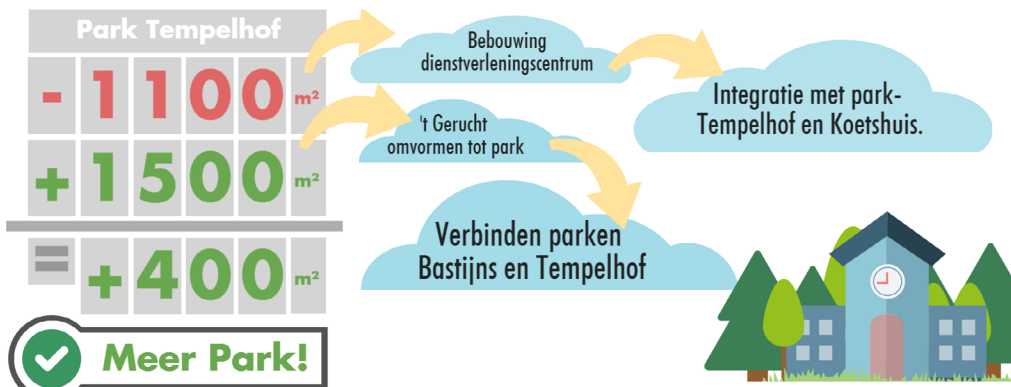 Park Tempelhof
- 1100 m²
+ 1500 m²
= +400 m²
Meer Park!
Bebouwing
dienstverleningscentrum
't Gerucht
omvormen tot park
Integratie met park-
Tempelhof en Koetshuis.
Verbinden parken
Bastijns en Tempelhof